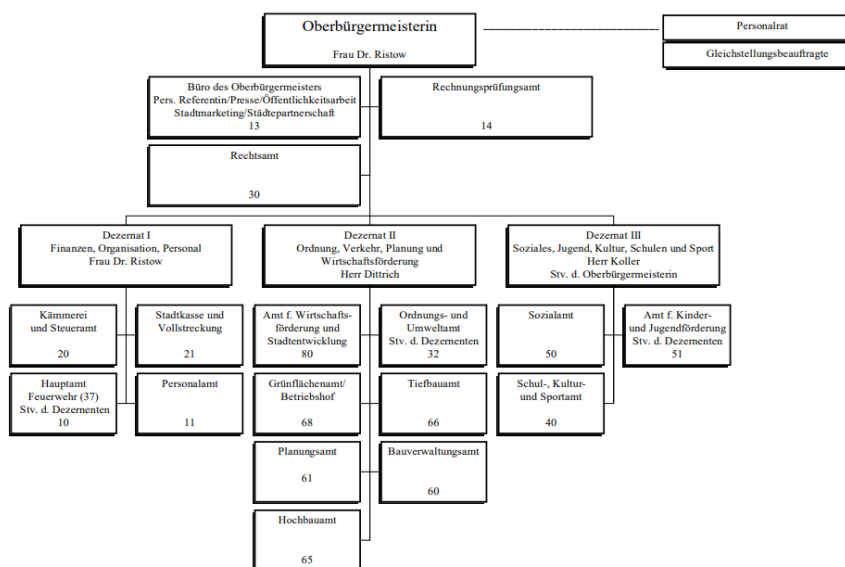 Oberbürgermeisterin
Frau Dr. Ristow
Personalrat
Gleichstellungsbeauftragte
Büro des Oberbürgermeisters
Pers. Referentin/Presse/Öffentlichkeitsarbeit
Stadtmarketing/Städtepartnerschaft
13
Rechnungsprüfungsamt
14
Rechtsamt
30
Dezernat I
Finanzen, Organisation, Personal
Frau Dr. Ristow
Dezernat II
Ordnung, Verkehr, Planung und
Wirtschaftsförderung
Herr Dittrich
Dezernat III
Soziales, Jugend, Kultur, Schulen und Sport
Herr Koller
Stv. d. Oberbürgermeisterin
Kämmerei
und Steueramt
20
Stadtkasse und
Vollstreckung
21
Amt f. Wirtschafts-
förderung und
Stadtentwicklung
80
Ordnungs- und
Umweltamt
Stv. d. Dezernenten
32
Sozialamt
50
Amt f. Kinder-
und Jugendförderung
Stv. d. Dezernenten
51
Hauptamt
Feuerwehr (37)
Stv. d. Dezernenten
10
Personalamt
11
Grünflächenamt/
Betriebshof
68
Tiefbauamt
66
Schul-, Kultur-
und Sportamt
40
Planungsamt
61
Bauverwaltungsamt
60
Hochbauamt
65